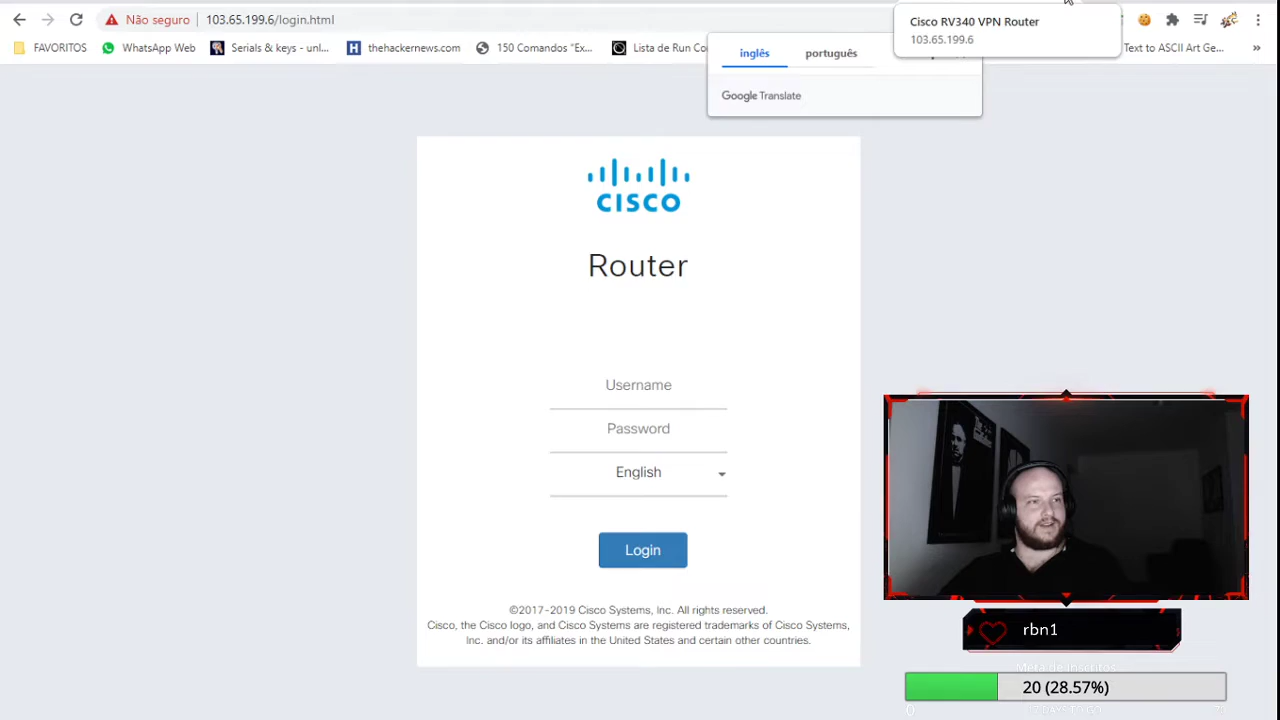 Não seguro
103.65.199.6/login.html
Cisco RV340 VPN Router
103.65.199.6
FAVORITOS
WhatsApp Web
Serials & keys - unl...
thehackernews.com
150 Comandos "Ex...
Lista de Run Co
Text to ASCII Art Ge...
»
inglês
português
Google Translate
CISCO
Router
Username
Password
English
Login
©2017-2019 Cisco Systems, Inc. All rights reserved.
Cisco, the Cisco logo, and Cisco Systems are registered trademarks of Cisco Systems,
Inc. and/or its affiliates in the United States and certain other countries.
rbn1
Meta de Inscritos
20 (28.57%)
0